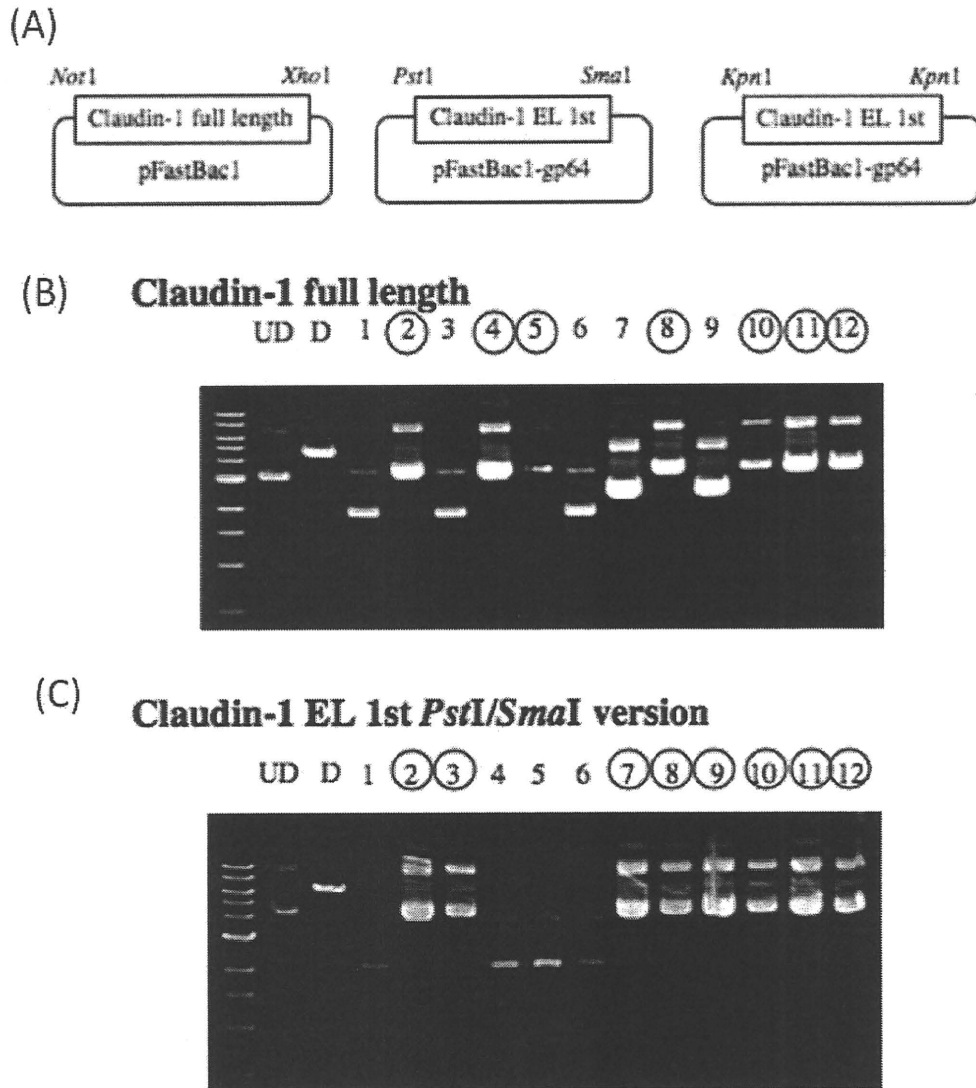 (A)
Not1 Xho1 Pst1 Sma1 Kpn1 Kpn1
Claudin-1 full length Claudin-1 EL 1st Claudin-1 EL 1st
pFastBac1 pFastBac1-gp64 pFastBac1-gp64
(B) Claudin-1 full length
UD D 1 2 3 4 5 6 7 8 9 10 11 12
(C) Claudin-1 EL 1st PstI/SmaI version
UD D 1 2 3 4 5 6 7 8 9 10 11 12